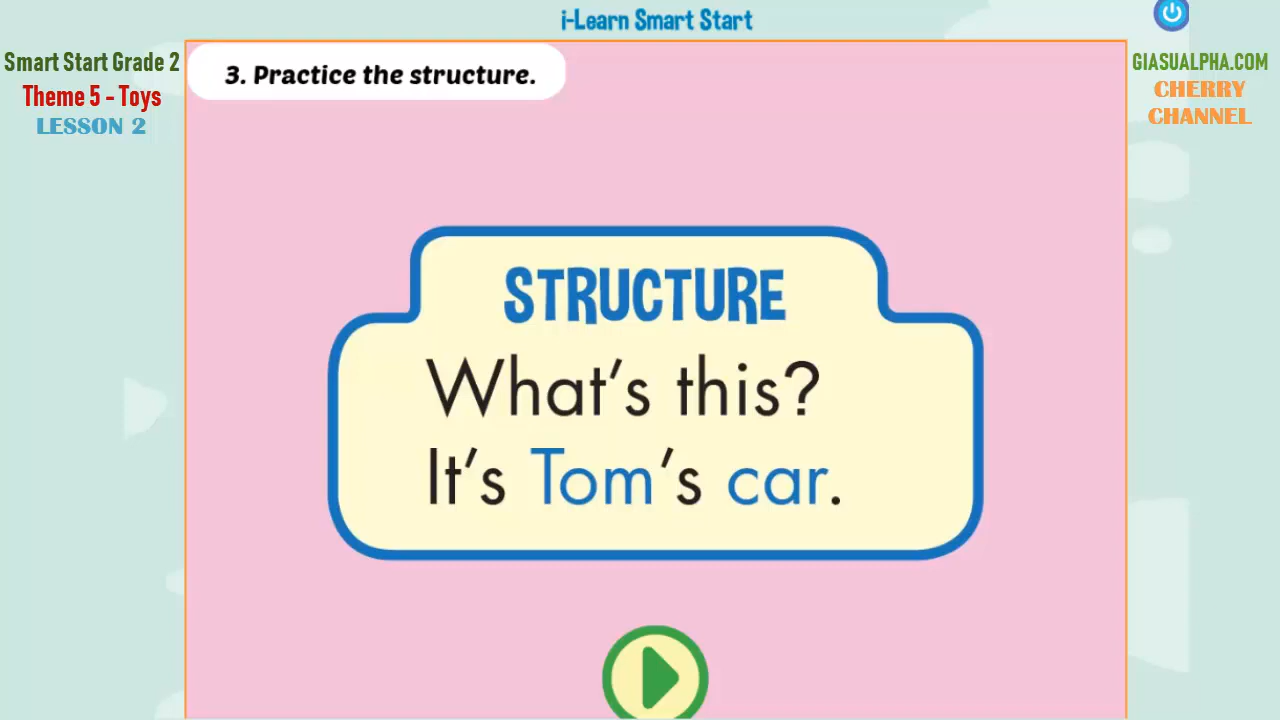 i-Learn Smart Start
Smart Start Grade 2
Theme 5 - Toys
LESSON 2
GIASUALPHA.COM
CHERRY
CHANNEL
3. Practice the structure.
STRUCTURE
What's this?
It's Tom's car.